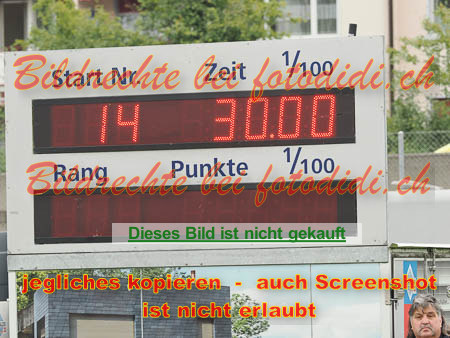 Bildrechte bei fotodidi.ch
Start Nr. Zeit 1/100
14 30.00
Bildrechte bei fotodidi.ch
Rang Punkte 1/100
Dieses Bild ist nicht gekauft
jegliches kopieren - auch Screenshot
ist nicht erlaubt